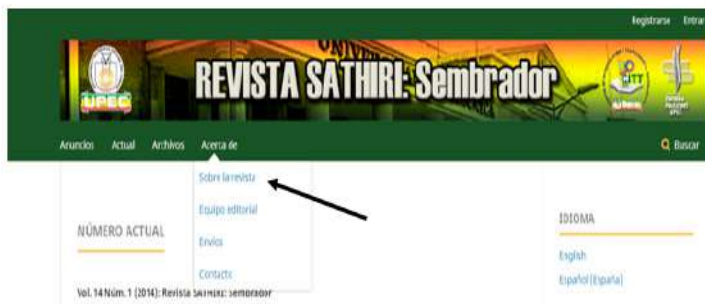 Registrarse Entrar
UNIVE
REVISTA SATHIRI: Sembrador
UPEC
Anuncios Actual Archivos Acerca de
Buscar
Sobre la revista
Equipo editorial
Envíos
Contacto
NÚMERO ACTUAL
Vol. 14 Núm. 1 (2014): Revista SATHIRI: Sembrador
IDIOMA
English
Español (España)